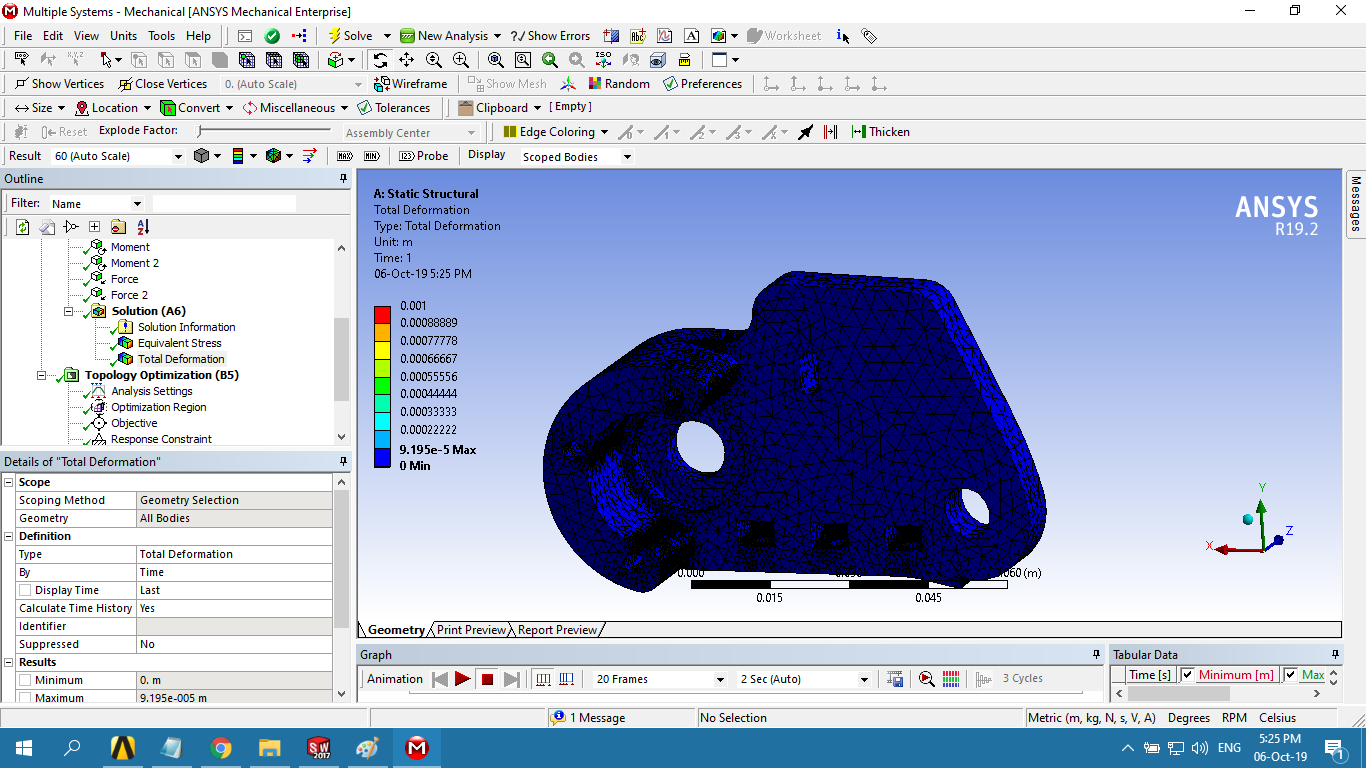 Multiple Systems - Mechanical [ANSYS Mechanical Enterprise]
File Edit View Units Tools Help Solve New Analysis ?/ Show Errors Worksheet
Show Vertices Close Vertices 0. (Auto Scale) Wireframe Show Mesh Random Preferences
Size Location Convert Miscellaneous Tolerances Clipboard [ Empty ]
Reset Explode Factor: Assembly Center Edge Coloring Thicken
Result 60 (Auto Scale) MAX MIN 123 Probe Display Scoped Bodies
Outline
Filter: Name
Moment
Moment 2
Force
Force 2
Solution (A6)
Solution Information
Equivalent Stress
Total Deformation
Topology Optimization (B5)
Analysis Settings
Optimization Region
Objective
Response Constraint
Details of "Total Deformation"
Scope
Scoping Method Geometry Selection
Geometry All Bodies
Definition
Type Total Deformation
By Time
Display Time Last
Calculate Time History Yes
Identifier
Suppressed No
Results
Minimum 0. m
Maximum 9.195e-005 m
A: Static Structural
Total Deformation
Type: Total Deformation
Unit: m
Time: 1
06-Oct-19 5:25 PM
0.001
0.00088889
0.00077778
0.00066667
0.00055556
0.00044444
0.00033333
0.00022222
9.195e-5 Max
0 Min
ANSYS
R19.2
Messages
Y
Z
X
0.000 0.060 (m)
0.015 0.045
Geometry Print Preview Report Preview
Graph
Animation 20 Frames 2 Sec (Auto) 3 Cycles
Tabular Data
Time [s] Minimum [m] Max
1 Message No Selection Metric (m, kg, N, s, V, A) Degrees RPM Celsius
SW
2017
ENG
5:25 PM
06-Oct-19
1